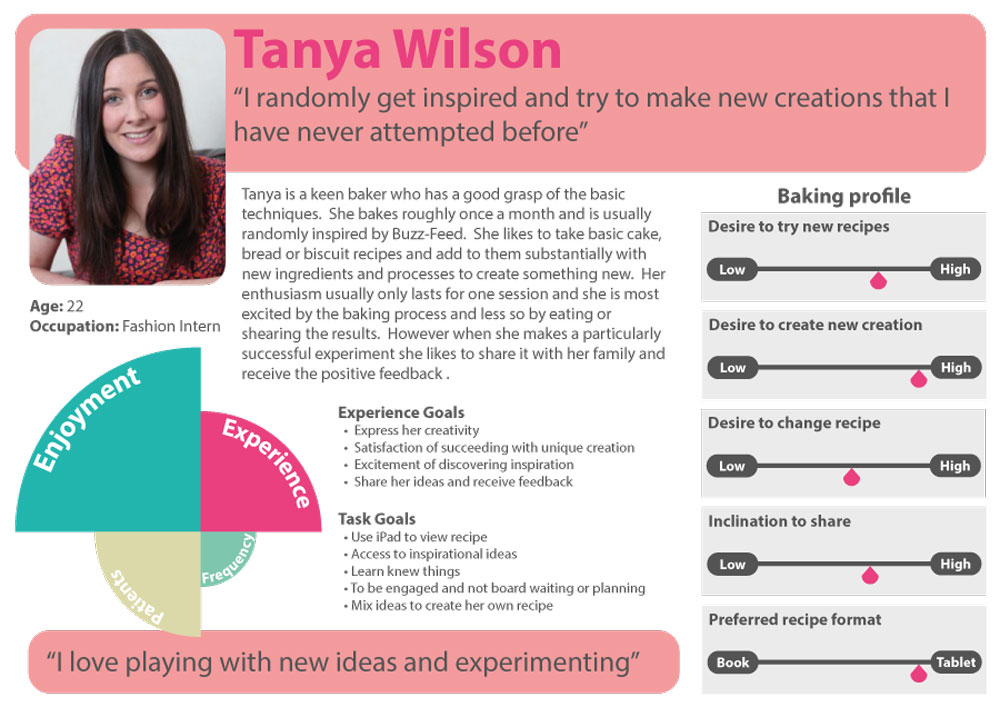 Tanya Wilson
“I randomly get inspired and try to make new creations that I
have never attempted before”
Tanya is a keen baker who has a good grasp of the basic
techniques. She bakes roughly once a month and is usually
randomly inspired by Buzz-Feed. She likes to take basic cake,
bread or biscuit recipes and add to them substantially with
new ingredients and processes to create something new. Her
enthusiasm usually only lasts for one session and she is most
excited by the baking process and less so by eating or
shearing the results. However when she makes a particularly
successful experiment she likes to share it with her family and
receive the positive feedback .
Age: 22
Occupation: Fashion Intern
Enjoyment
Experience
Patients
Frequency
Experience Goals
• Express her creativity
• Satisfaction of succeeding with unique creation
• Excitement of discovering inspiration
• Share her ideas and receive feedback
Task Goals
• Use iPad to view recipe
• Access to inspirational ideas
• Learn knew things
• To be engaged and not board waiting or planning
• Mix ideas to create her own recipe
“I love playing with new ideas and experimenting”
Baking profile
Desire to try new recipes
Low High
Desire to create new creation
Low High
Desire to change recipe
Low High
Inclination to share
Low High
Preferred recipe format
Book Tablet